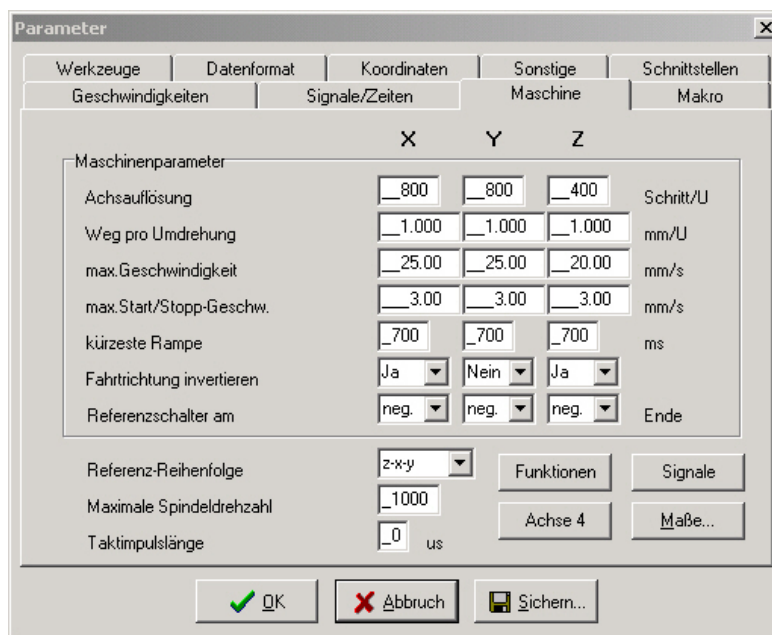 Parameter
Werkzeuge Datenformat Koordinaten Sonstige Schnittstellen
Geschwindigkeiten Signale/Zeiten Maschine Makro
X Y Z
Maschinenparameter
Achsauflösung __800 __800 __400 Schritt/U
Weg pro Umdrehung __1.000 __1.000 __1.000 mm/U
max.Geschwindigkeit __25.00 __25.00 __20.00 mm/s
max.Start/Stopp-Geschw. ___3.00 ___3.00 ___3.00 mm/s
kürzeste Rampe _700 _700 _700 ms
Fahrtrichtung invertieren Ja Nein Ja
Referenzschalter am neg. neg. neg. Ende
Referenz-Reihenfolge z-x-y Funktionen Signale
Maximale Spindeldrehzahl _1000
Achse 4 Maße...
Taktimpulslänge _0 us
OK Abbruch Sichern...